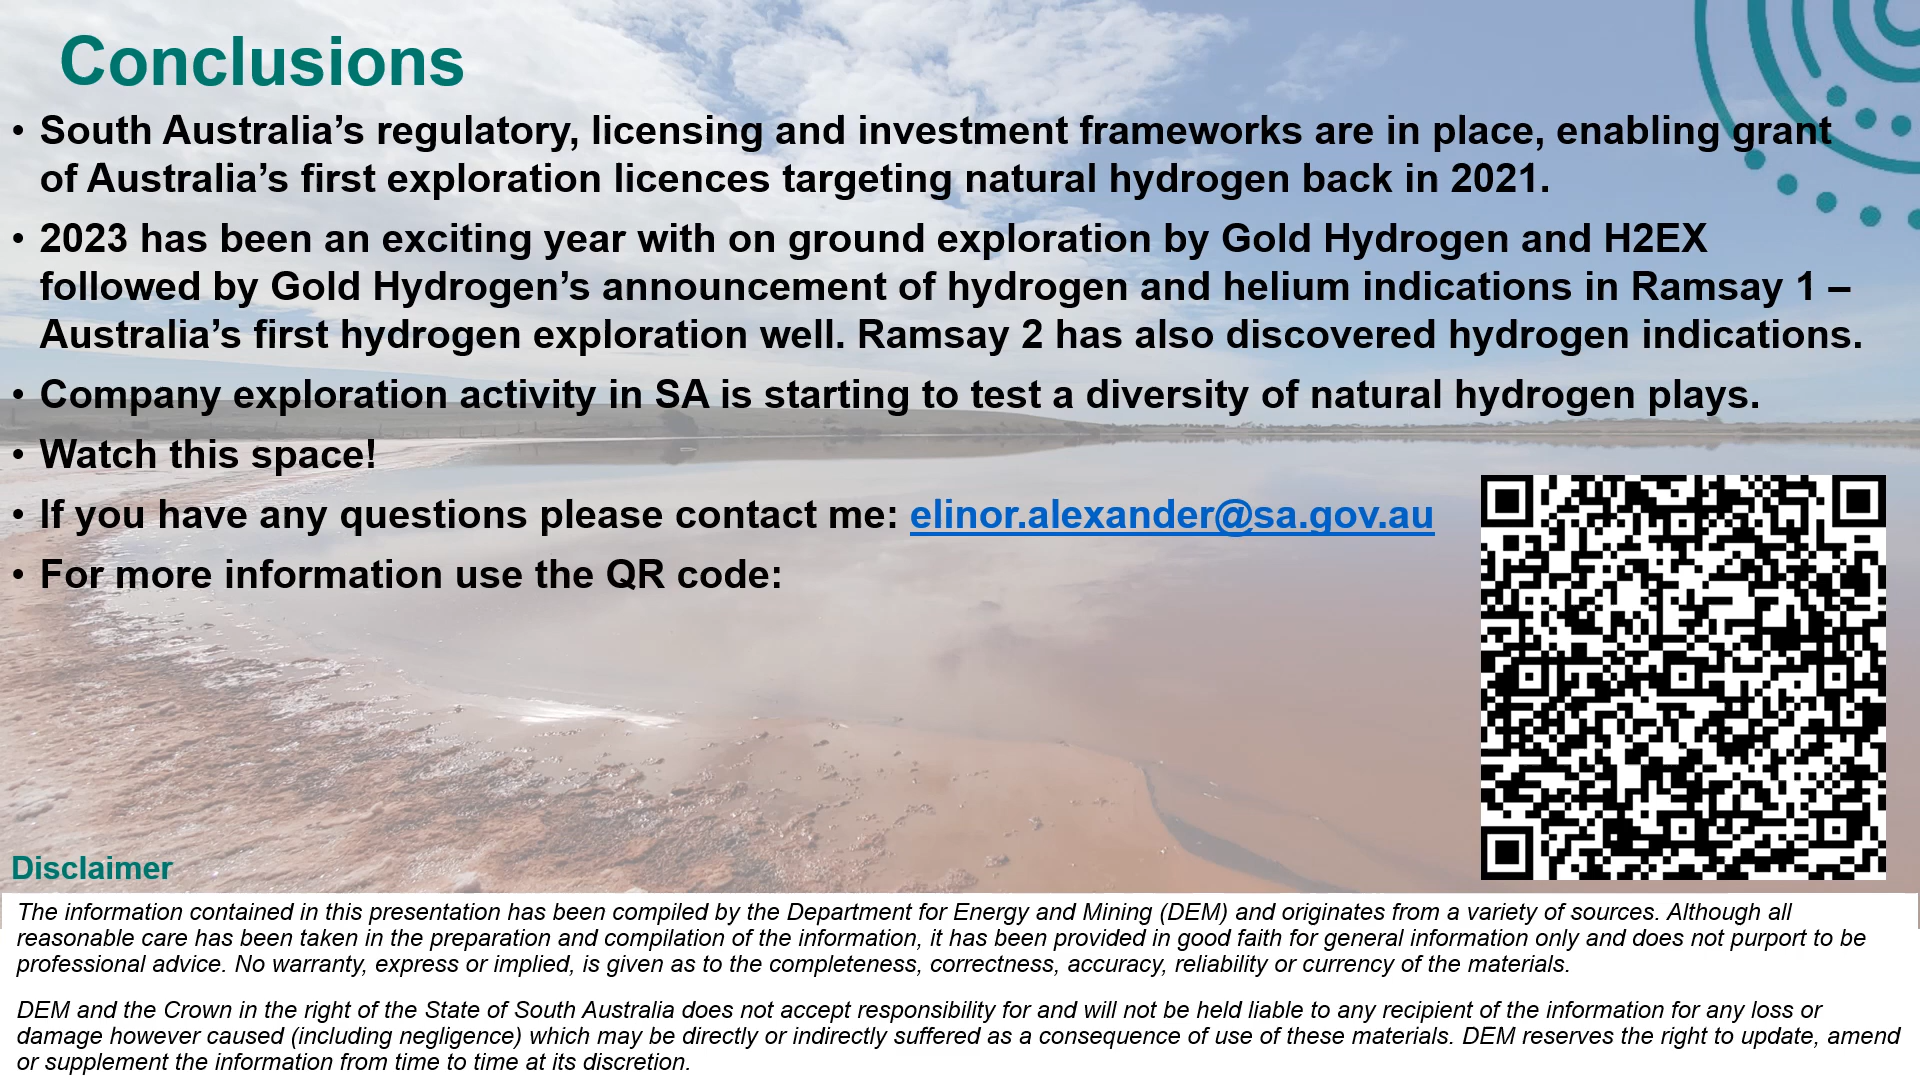 Conclusions
• South Australia’s regulatory, licensing and investment frameworks are in place, enabling grant
of Australia’s first exploration licences targeting natural hydrogen back in 2021.
• 2023 has been an exciting year with on ground exploration by Gold Hydrogen and H2EX
followed by Gold Hydrogen’s announcement of hydrogen and helium indications in Ramsay 1 –
Australia’s first hydrogen exploration well. Ramsay 2 has also discovered hydrogen indications.
• Company exploration activity in SA is starting to test a diversity of natural hydrogen plays.
• Watch this space!
• If you have any questions please contact me: elinor.alexander@sa.gov.au
• For more information use the QR code:
Disclaimer
The information contained in this presentation has been compiled by the Department for Energy and Mining (DEM) and originates from a variety of sources. Although all
reasonable care has been taken in the preparation and compilation of the information, it has been provided in good faith for general information only and does not purport to be
professional advice. No warranty, express or implied, is given as to the completeness, correctness, accuracy, reliability or currency of the materials.
DEM and the Crown in the right of the State of South Australia does not accept responsibility for and will not be held liable to any recipient of the information for any loss or
damage however caused (including negligence) which may be directly or indirectly suffered as a consequence of use of these materials. DEM reserves the right to update, amend
or supplement the information from time to time at its discretion.